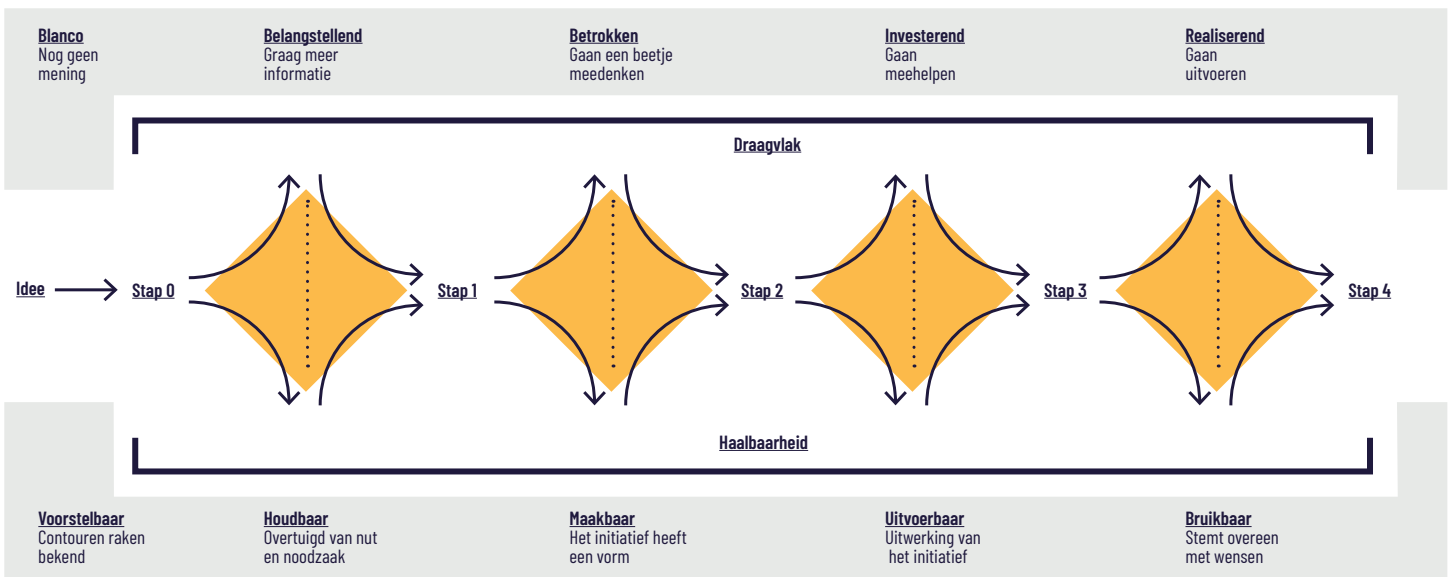 Blanco
Nog geen
mening
Belangstellend
Graag meer
informatie
Betrokken
Gaan een beetje
meedenken
Investerend
Gaan
meehelpen
Realiserend
Gaan
uitvoeren
Draagvlak
Idee
Stap 0
Stap 1
Stap 2
Stap 3
Stap 4
Haalbaarheid
Voorstelbaar
Contouren raken
bekend
Houdbaar
Overtuigd van nut
en noodzaak
Maakbaar
Het initiatief heeft
een vorm
Uitvoerbaar
Uitwerking van
het initiatief
Bruikbaar
Stemt overeen
met wensen